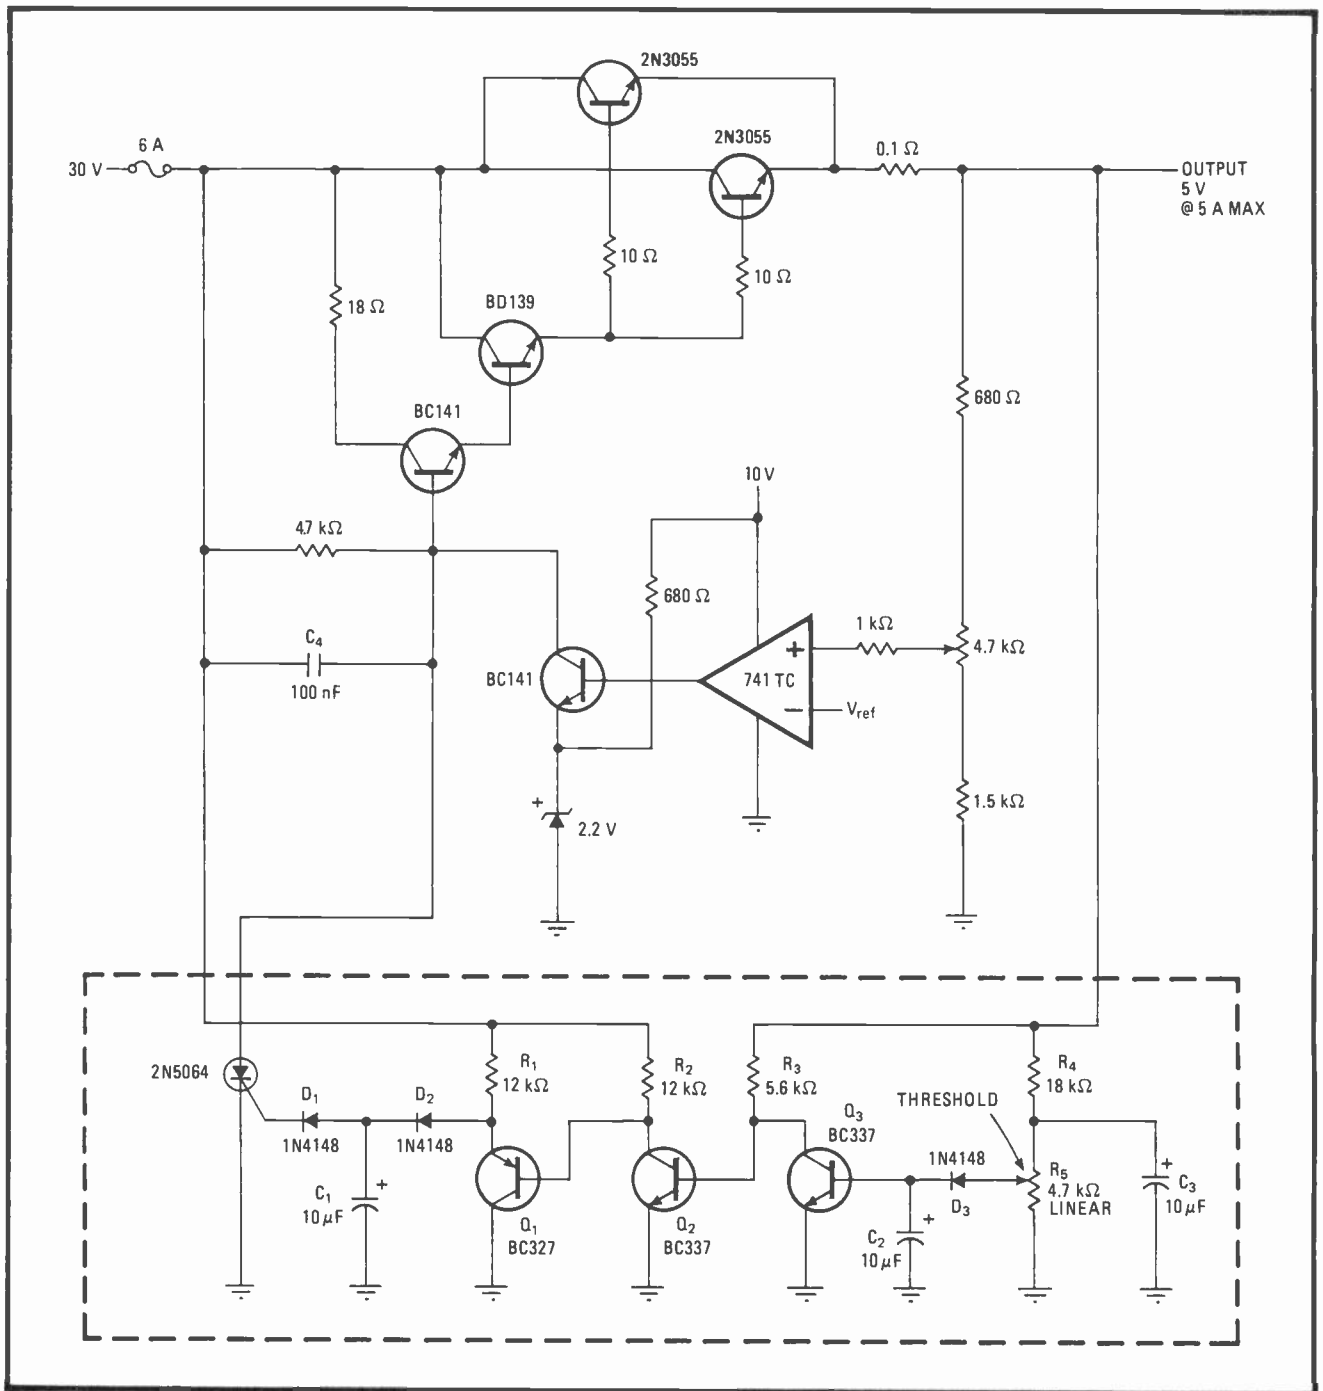 2N3055
2N3055
6 A
30 V
0.1 Ω
OUTPUT
5 V
@ 5 A MAX
10 Ω
10 Ω
18 Ω
BD139
680 Ω
BC141
10 V
4.7 kΩ
680 Ω
1 kΩ
4.7 kΩ
C4
100 nF
BC141
+
741 TC
−
Vref
+
2.2 V
1.5 kΩ
2N5064
D1
1N4148
D2
1N4148
R1
12 kΩ
R2
12 kΩ
R3
5.6 kΩ
R4
18 kΩ
THRESHOLD
Q3
BC337
1N4148
D3
R5
4.7 kΩ
LINEAR
+
C3
10 µF
+
C1
10 µF
Q1
BC327
Q2
BC337
+
C2
10 µF